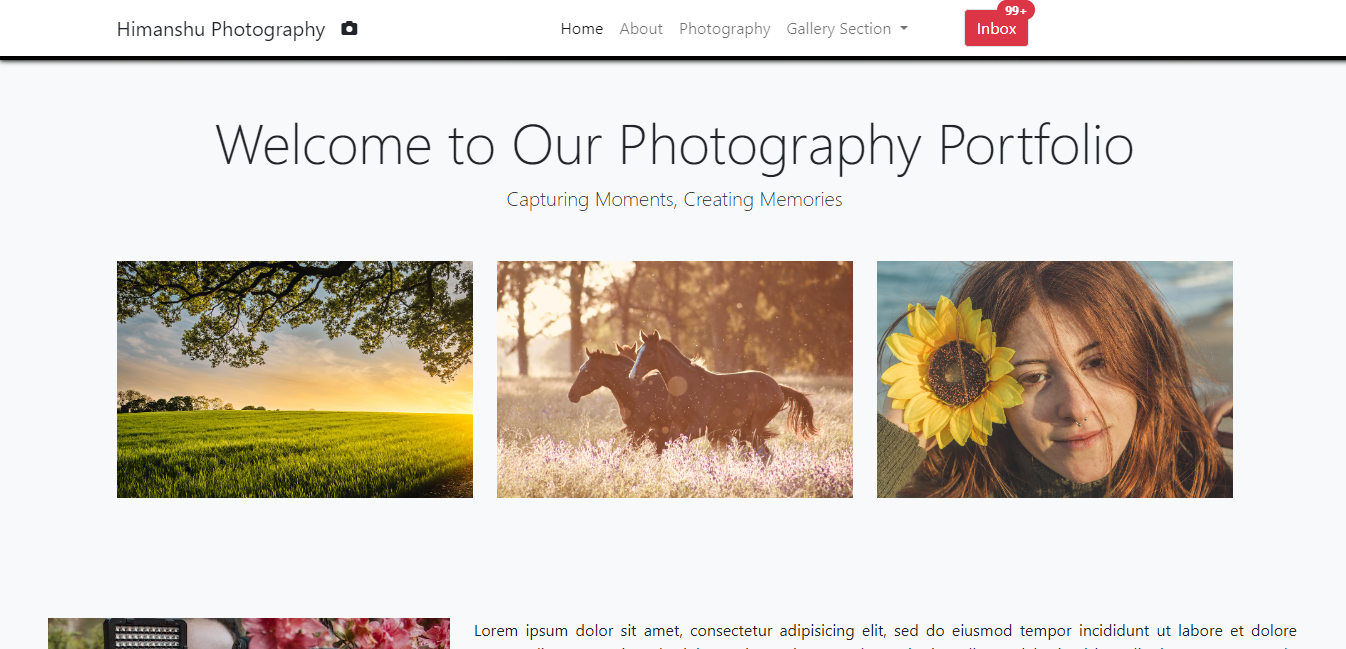 Himanshu Photography
Home About Photography Gallery Section
99+
Inbox
Welcome to Our Photography Portfolio
Capturing Moments, Creating Memories
Lorem ipsum dolor sit amet, consectetur adipisicing elit, sed do eiusmod tempor incididunt ut labore et dolore